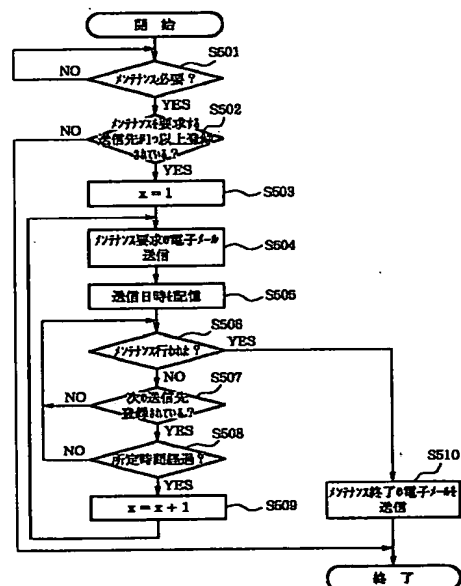 開始
S501
メンテナンス必要?
NO
YES
S502
メンテナンスを要求する
送信先が1つ以上登録
されている?
NO
YES
x=1
S503
メンテナンス要求の電子メール
送信
S504
送信日時を記憶
S505
S506
メンテナンス行われた?
YES
NO
S507
次の送信先
登録されている?
NO
YES
S508
所定時間経過?
NO
YES
x=x+1
S509
S510
メンテナンス終了の電子メールを
送信
終了